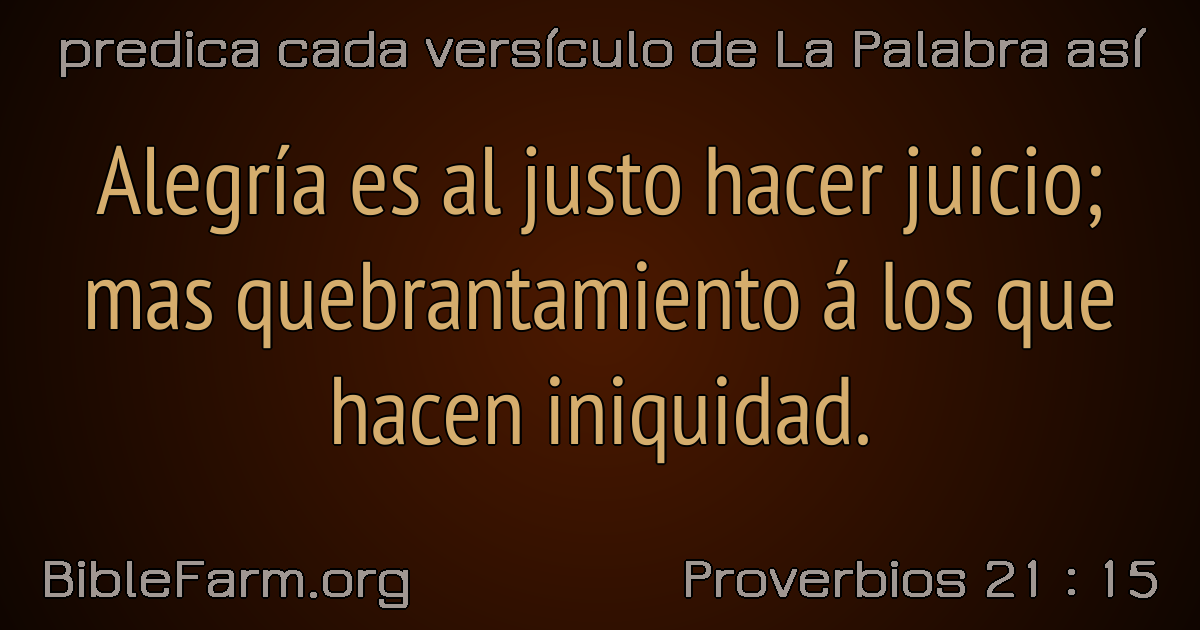 predica cada versículo de La Palabra así
Alegría es al justo hacer juicio;
mas quebrantamiento á los que
hacen iniquidad.
BibleFarm.org
Proverbios 21 : 15